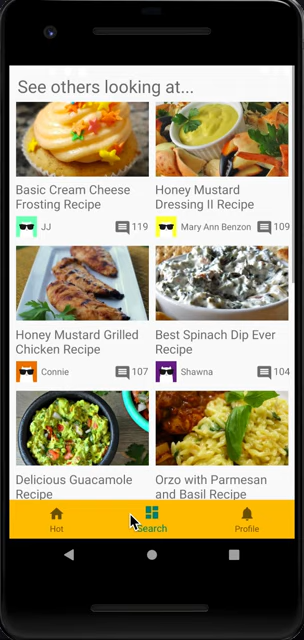 See others looking at...
Basic Cream Cheese
Frosting Recipe
JJ
119
Honey Mustard
Dressing II Recipe
Mary Ann Benzon
109
Honey Mustard Grilled
Chicken Recipe
Connie
107
Best Spinach Dip Ever
Recipe
Shawna
104
Delicious Guacamole
Recipe
Orzo with Parmesan
and Basil Recipe
Hot
Search
Profile